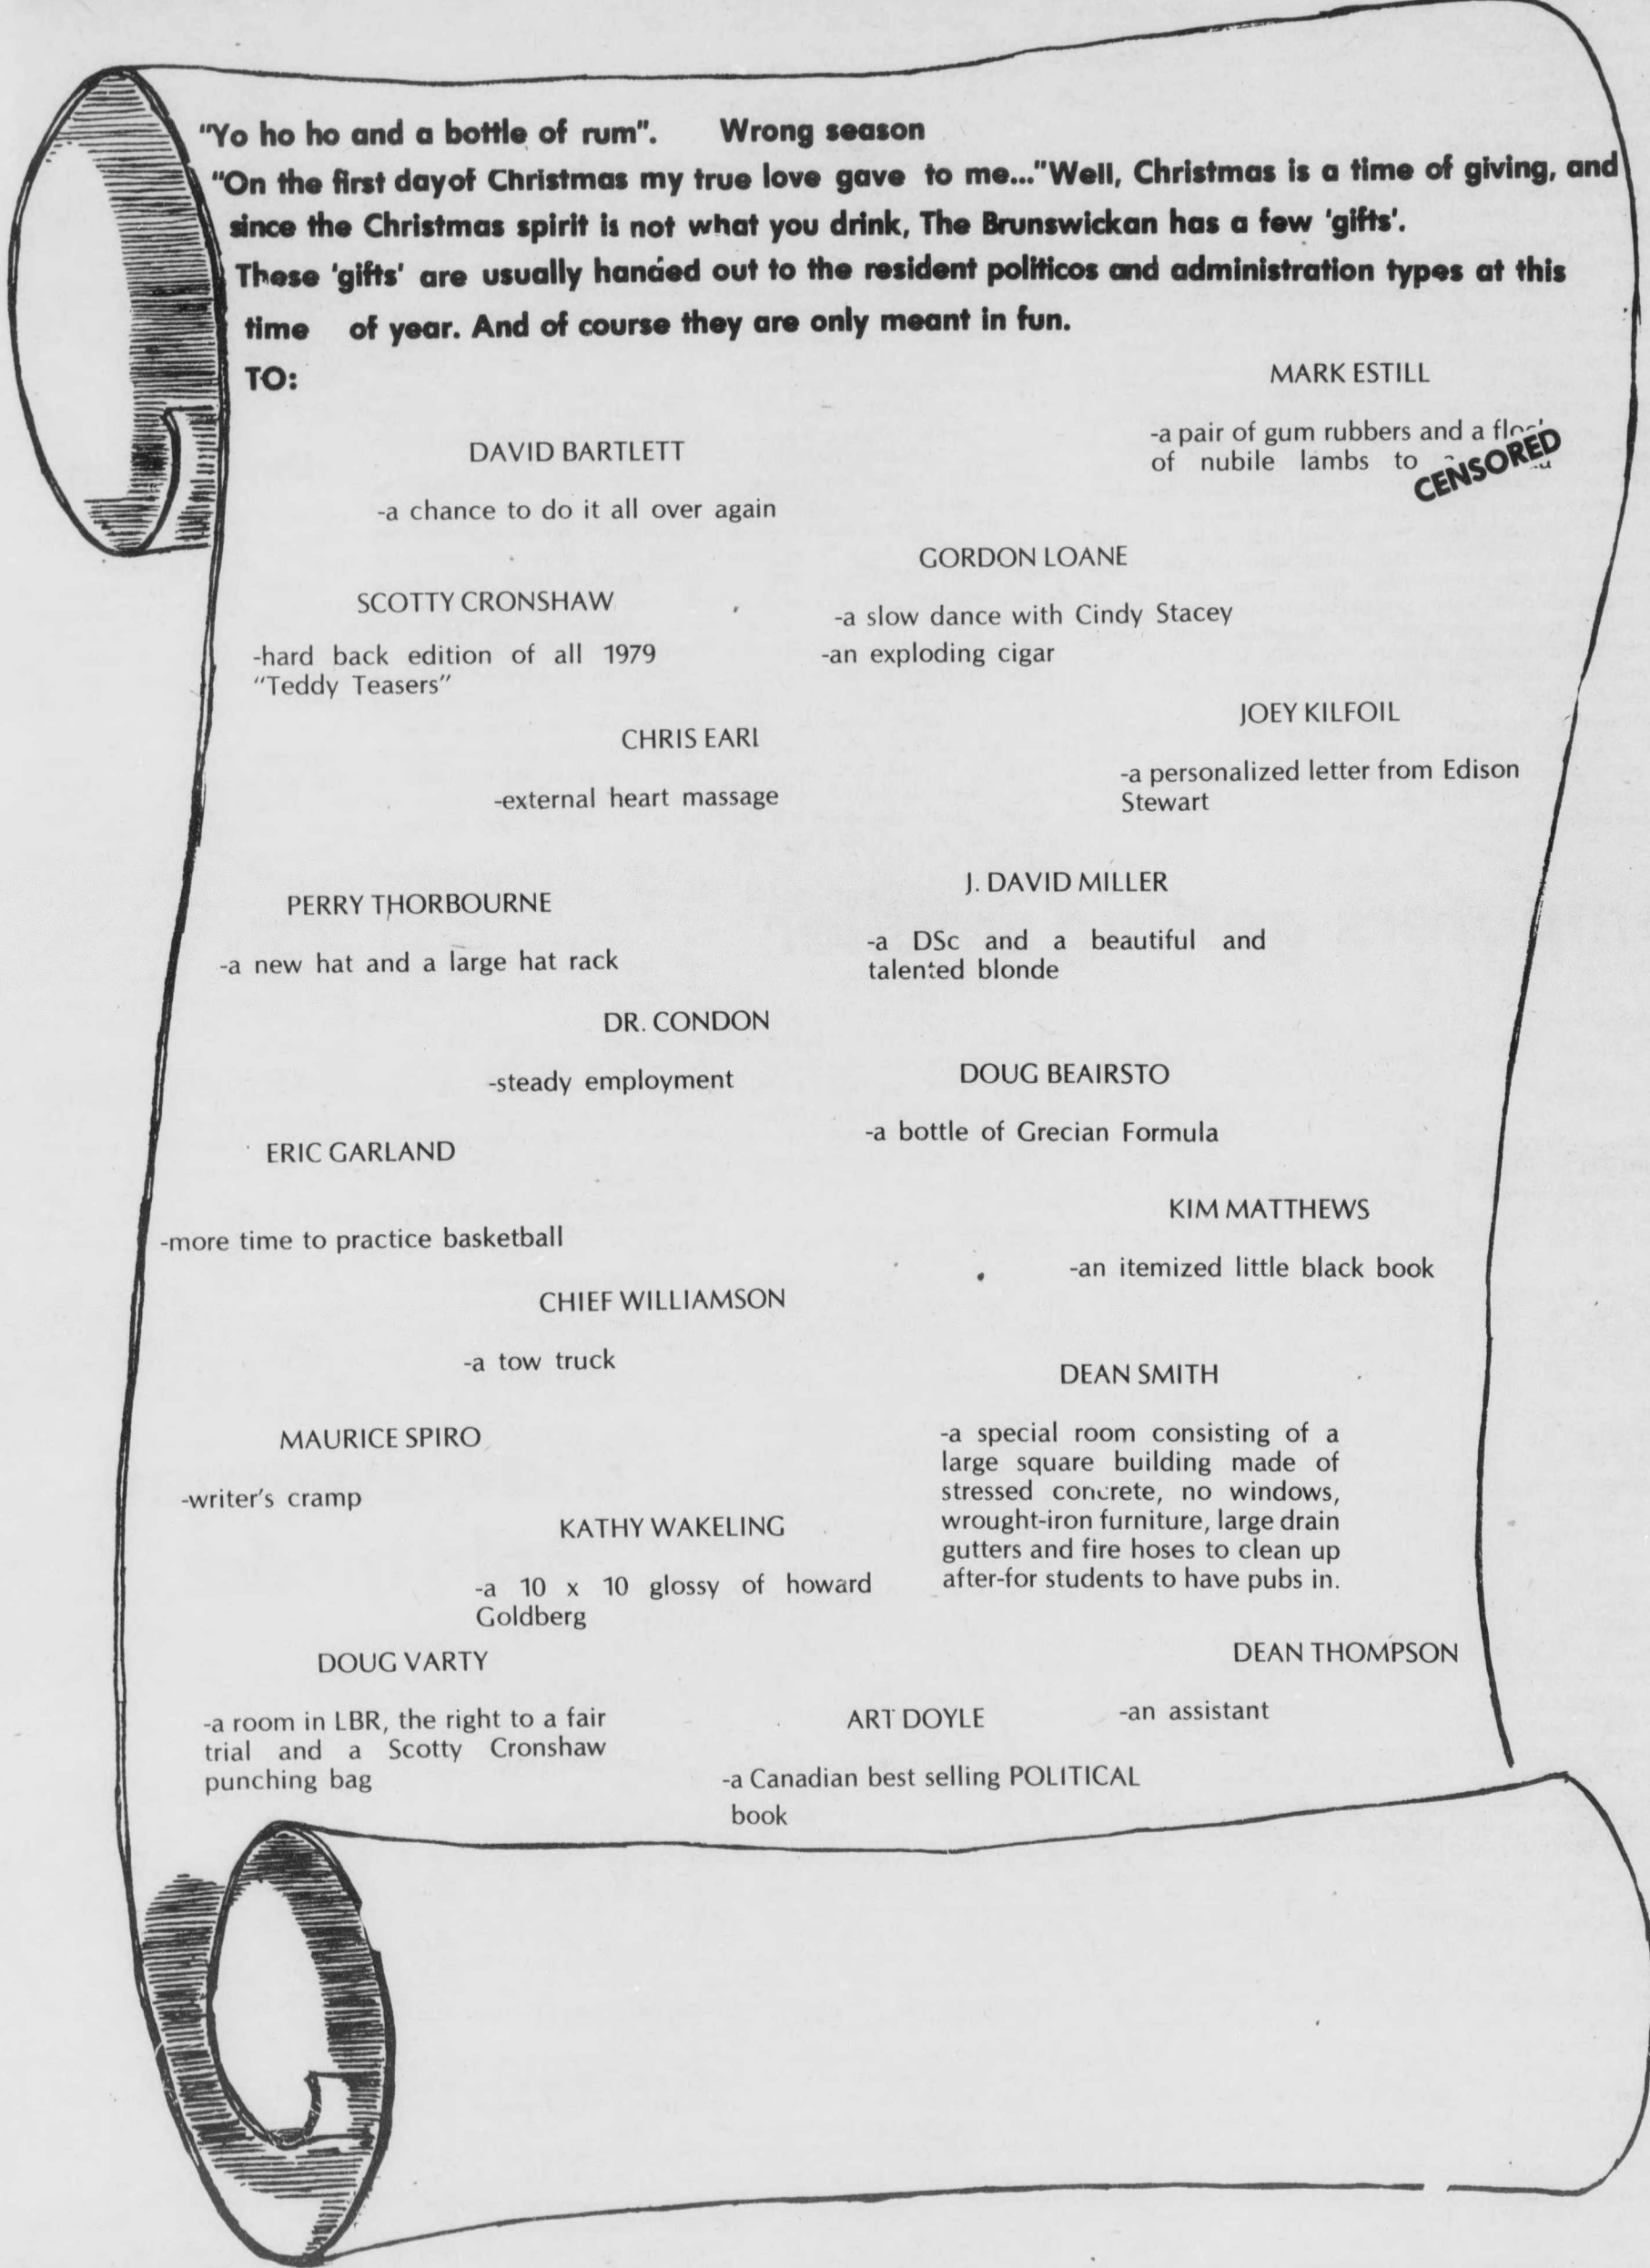 "Yo ho ho and a bottle of rum". Wrong season
"On the first dayof Christmas my true love gave to me..."Well, Christmas is a time of giving, and
since the Christmas spirit is not what you drink, The Brunswickan has a few 'gifts'.
These 'gifts' are usually handed out to the resident politicos and administration types at this
time of year. And of course they are only meant in fun.
TO:
DAVID BARTLETT
-a chance to do it all over again
SCOTTY CRONSHAW
-hard back edition of all 1979
"Teddy Teasers"
CHRIS EARL
-external heart massage
PERRY THORBOURNE
-a new hat and a large hat rack
DR. CONDON
-steady employment
ERIC GARLAND
-more time to practice basketball
CHIEF WILLIAMSON
-a tow truck
MAURICE SPIRO
-writer's cramp
KATHY WAKELING
-a 10 x 10 glossy of howard
Goldberg
DOUG VARTY
-a room in LBR, the right to a fair
trial and a Scotty Cronshaw
punching bag
MARK ESTILL
-a pair of gum rubbers and a
of nubile lambs to
CENSORED
GORDON LOANE
-a slow dance with Cindy Stacey
-an exploding cigar
JOEY KILFOIL
-a personalized letter from Edison
Stewart
J. DAVID MILLER
-a DSc and a beautiful and
talented blonde
DOUG BEAIRSTO
-a bottle of Grecian Formula
KIM MATTHEWS
-an itemized little black book
DEAN SMITH
-a special room consisting of a
large square building made of
stressed concrete, no windows,
wrought-iron furniture, large drain
gutters and fire hoses to clean up
after-for students to have pubs in.
DEAN THOMPSON
-an assistant
ART DOYLE
-a Canadian best selling POLITICAL
book